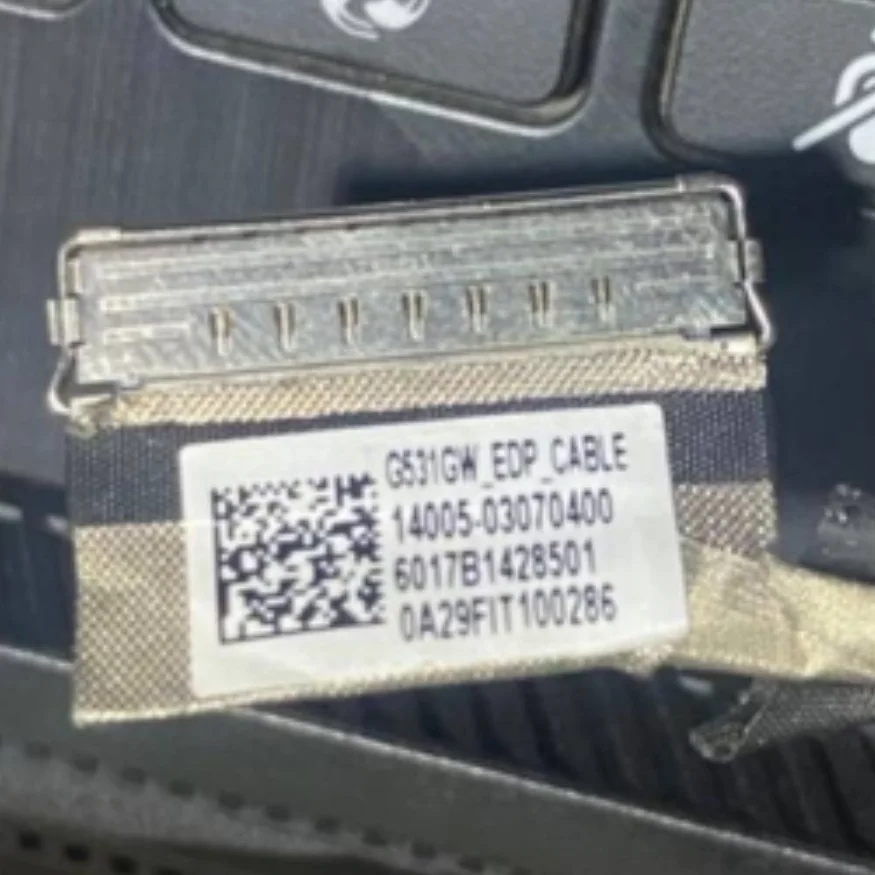 G531GW_EDP_CABLE
14005-03070400
6017B1428501
0A29FIT100286